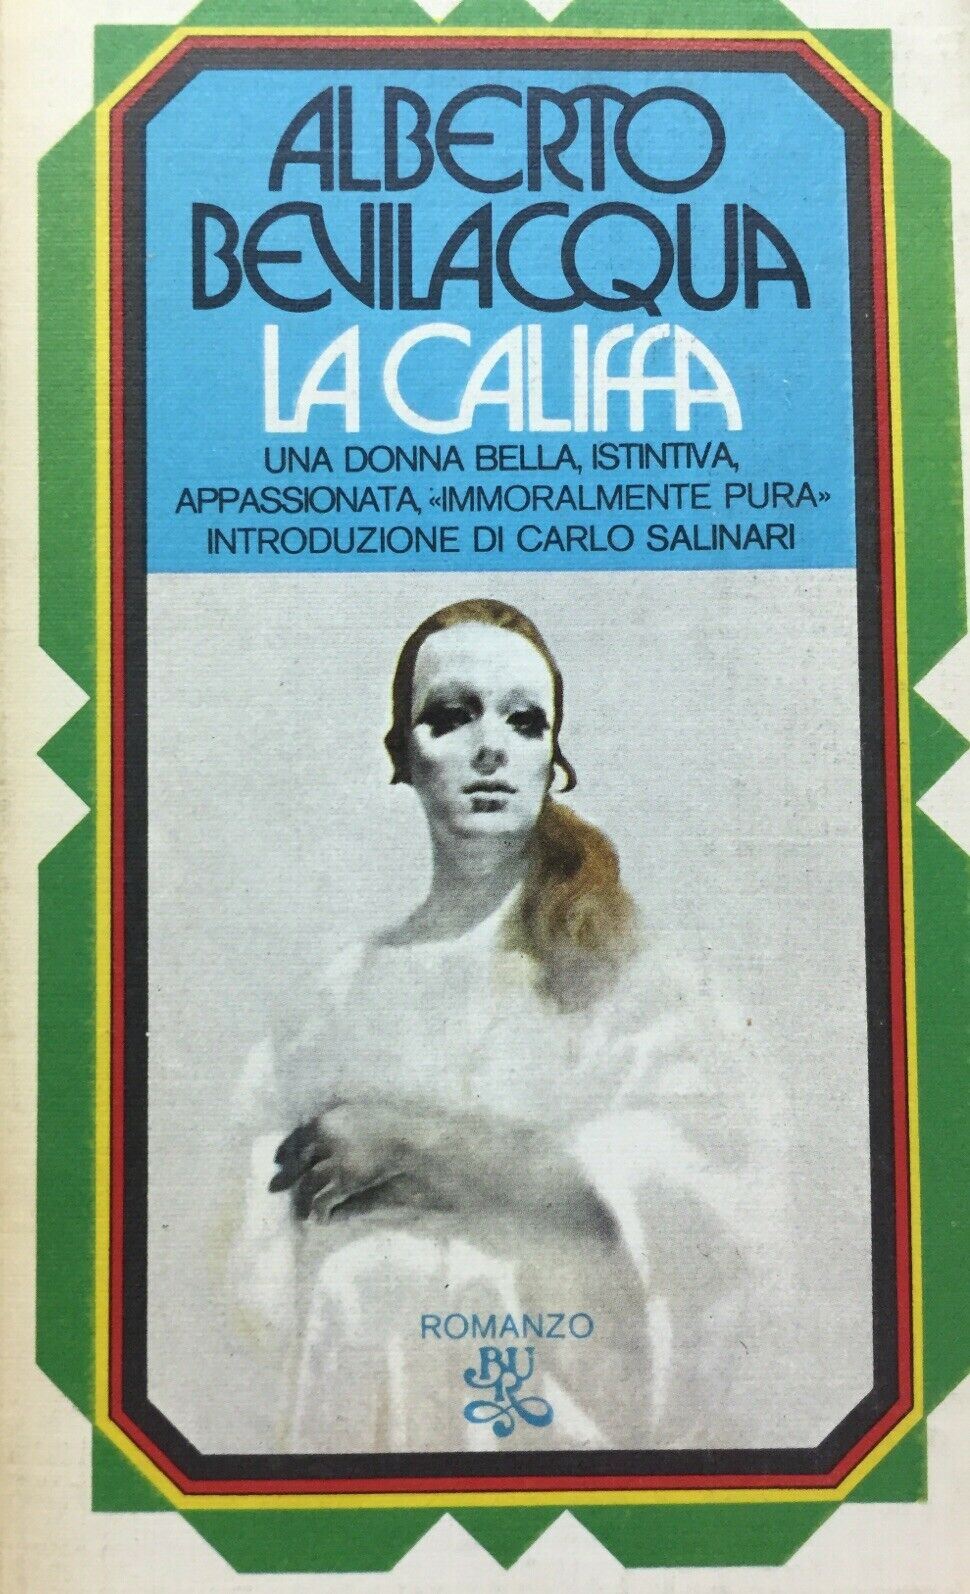 ALBERTO
BEVILACQUA
LA CALIFFA
UNA DONNA BELLA, ISTINTIVA,
APPASSIONATA, «IMMORALMENTE PURA»
INTRODUZIONE DI CARLO SALINARI
ROMANZO
BUR